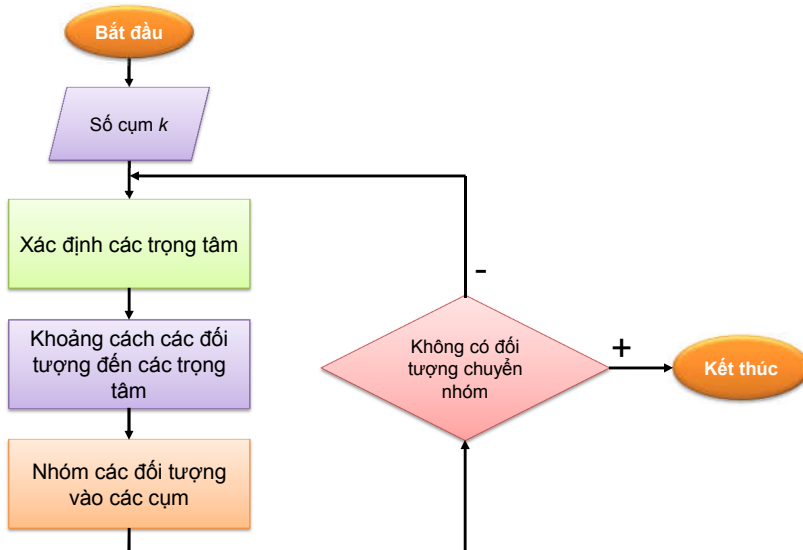 Bắt đầu
Số cụm k
Xác định các trọng tâm
Khoảng cách các đối
tượng đến các trọng
tâm
Nhóm các đối tượng
vào các cụm
-
Không có đối
tượng chuyển
nhóm
+
Kết thúc